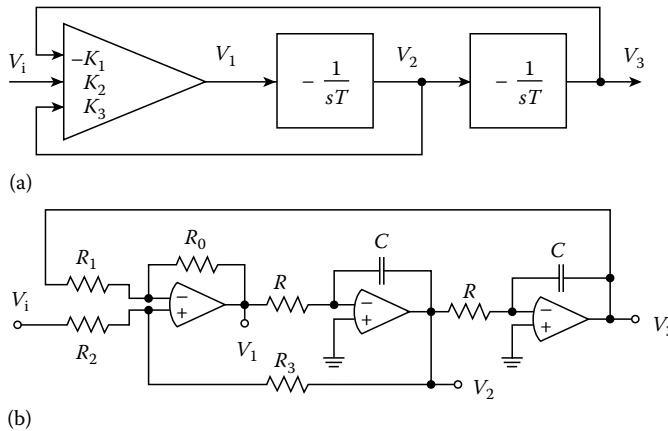 V₁ V₂ V₃
Vᵢ
−K₁
K₂
K₃
− 1/sT
− 1/sT
(a)
R₀ C C
R₁ R R
Vᵢ
− + − + − +
R₂ V₁ R₃ V₂ V₃
(b)